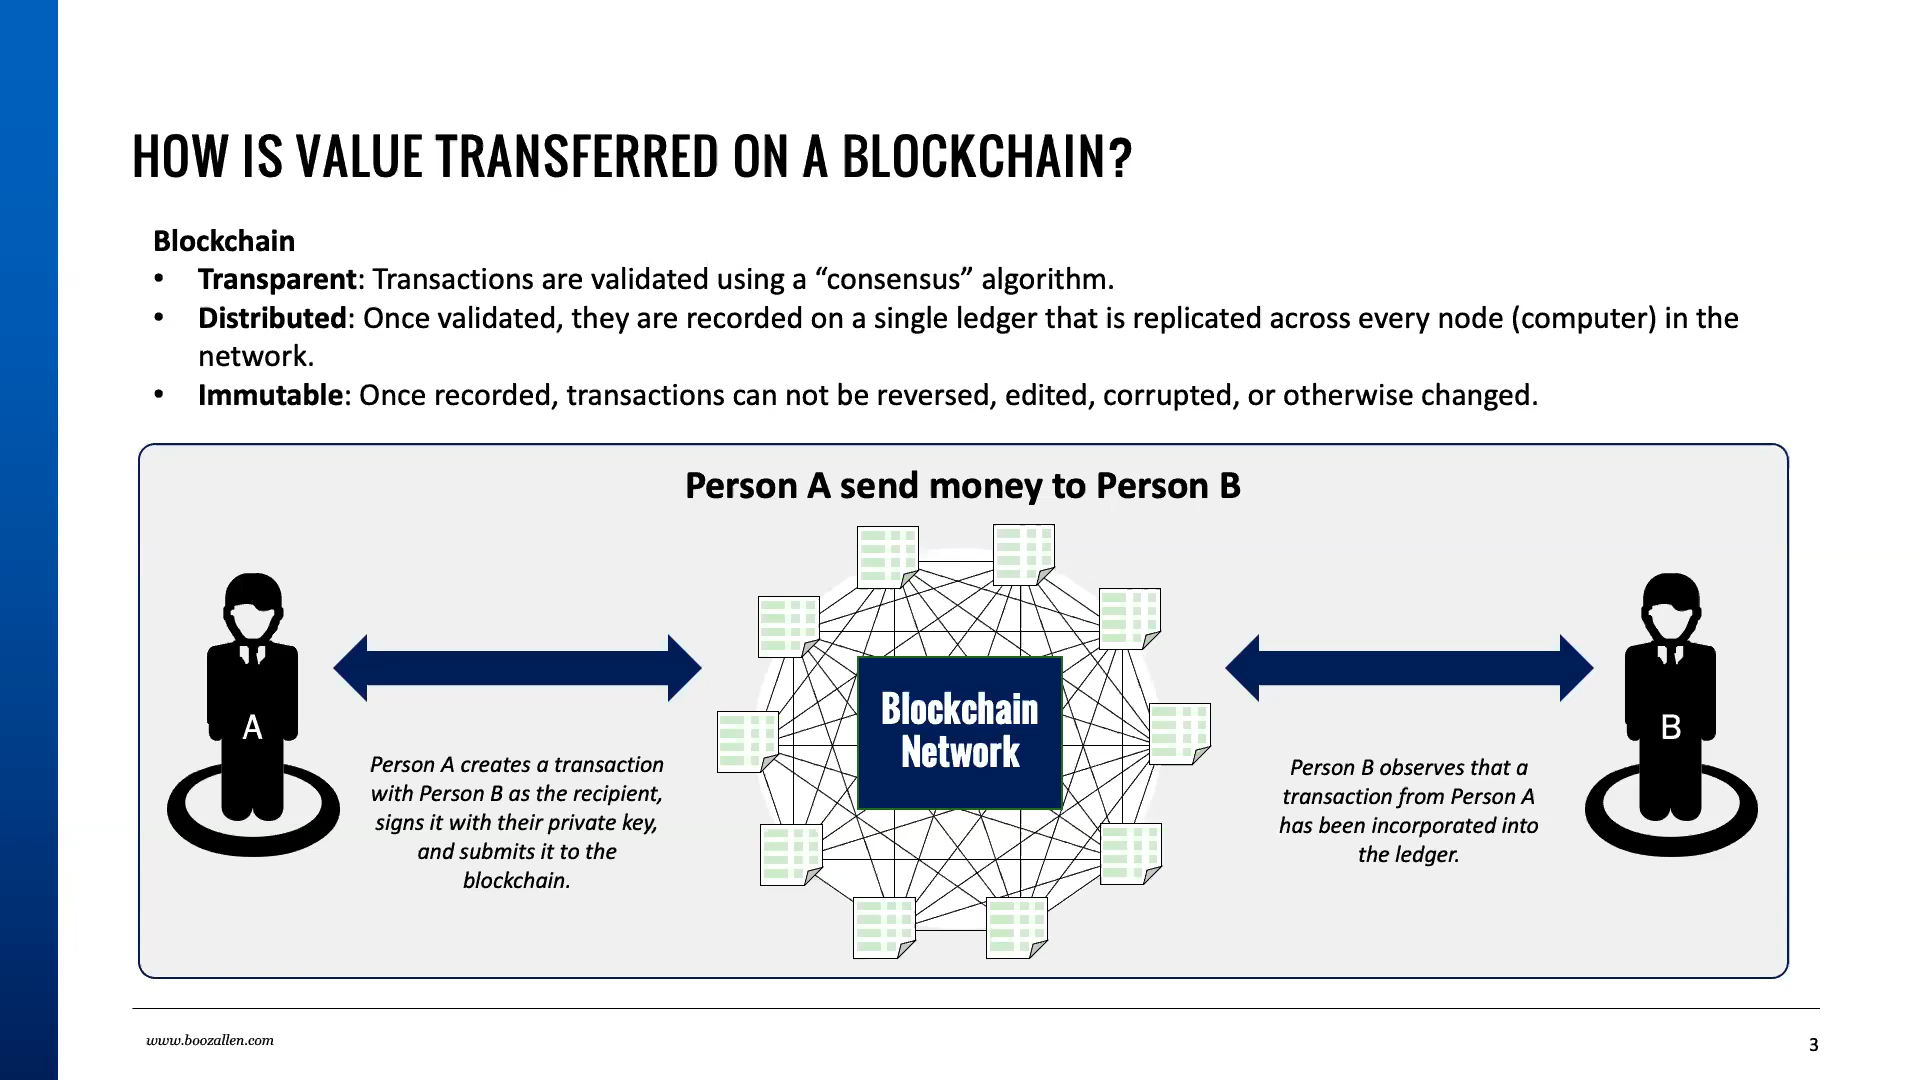 HOW IS VALUE TRANSFERRED ON A BLOCKCHAIN?
Blockchain
• Transparent: Transactions are validated using a “consensus” algorithm.
• Distributed: Once validated, they are recorded on a single ledger that is replicated across every node (computer) in the
network.
• Immutable: Once recorded, transactions can not be reversed, edited, corrupted, or otherwise changed.
Person A send money to Person B
A
Person A creates a transaction
with Person B as the recipient,
signs it with their private key,
and submits it to the
blockchain.
Blockchain
Network
Person B observes that a
transaction from Person A
has been incorporated into
the ledger.
B
www.boozallen.com
3